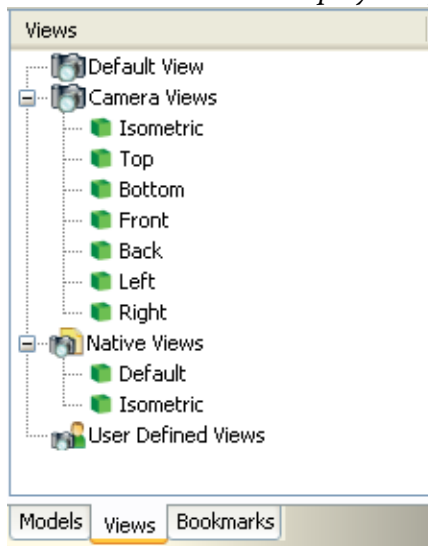 Views
Default View
Camera Views
Isometric
Top
Bottom
Front
Back
Left
Right
Native Views
Default
Isometric
User Defined Views
Models Views Bookmarks